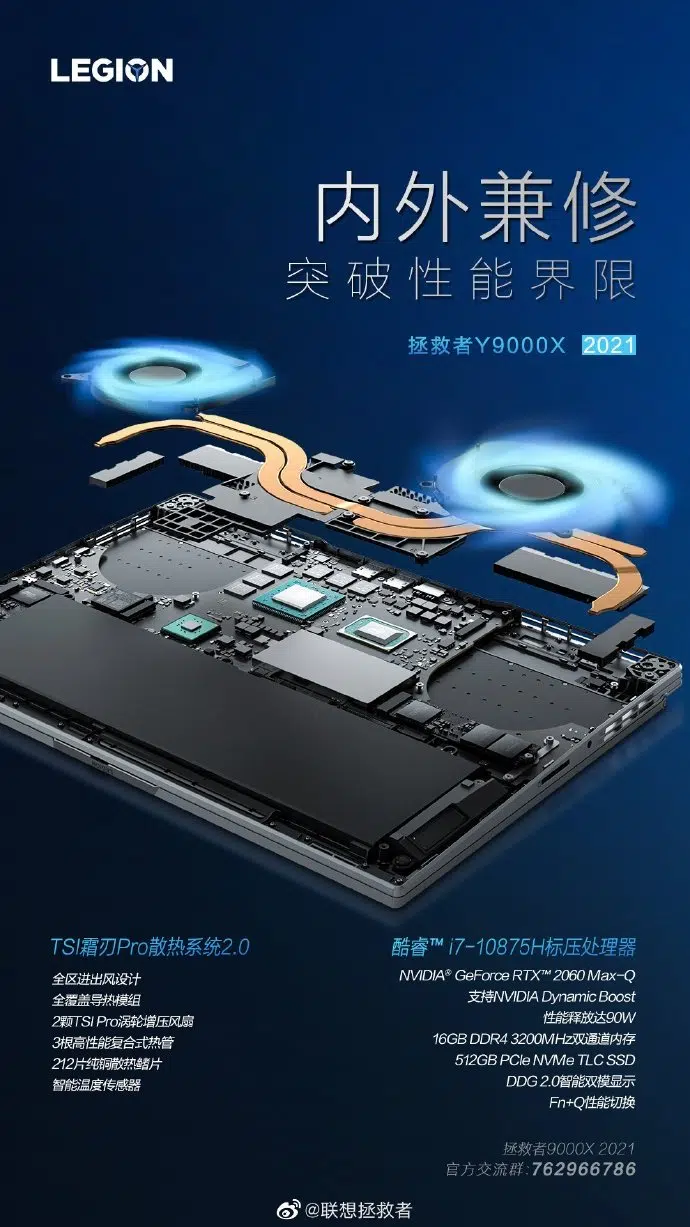 LEGION
内外兼修
突破性能界限
拯救者Y9000X 2021
TSI霜刃Pro散热系统2.0
全区进出风设计
全覆盖导热模组
2颗TSI Pro涡轮增压风扇
3根高性能复合式热管
212片纯铜散热鳍片
智能温度传感器
酷睿™ i7-10875H标压处理器
NVIDIA® GeForce RTX™ 2060 Max-Q
支持NVIDIA Dynamic Boost
性能释放达90W
16GB DDR4 3200MHz双通道内存
512GB PCIe NVMe TLC SSD
DDG 2.0智能双模显示
Fn+Q性能切换
拯救者9000X 2021
官方交流群:762966786
@联想拯救者